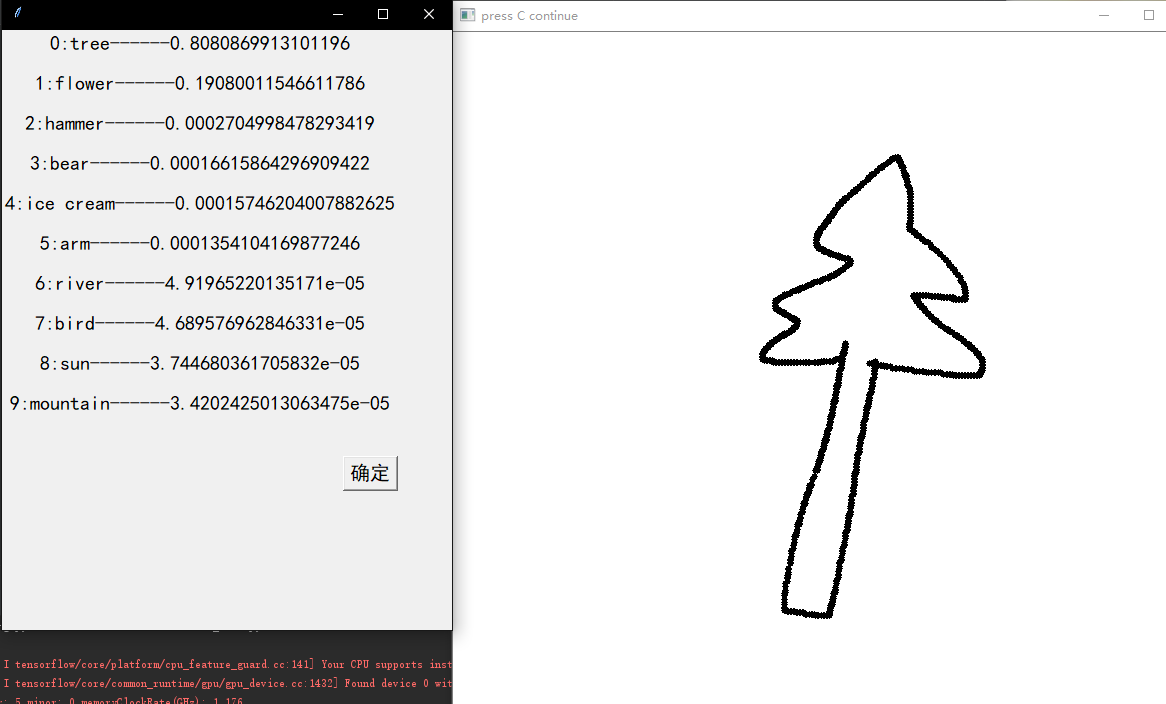 press C continue
0:tree------0.8080869913101196
1:flower------0.19080011546611786
2:hammer------0.0002704998478293419
3:bear------0.00016615864296909422
4:ice cream------0.00015746204007882625
5:arm------0.0001354104169877246
6:river------4.91965220135171e-05
7:bird------4.689576962846331e-05
8:sun------3.744680361705832e-05
9:mountain------3.4202425013063475e-05
确定
I tensorflow/core/platform/cpu_feature_guard.cc:141] Your CPU supports inst
I tensorflow/core/common_runtime/gpu/gpu_device.cc:1432] Found device 0 wit
: 5 minor: 0 memoryClockRate(GHz): 1.176